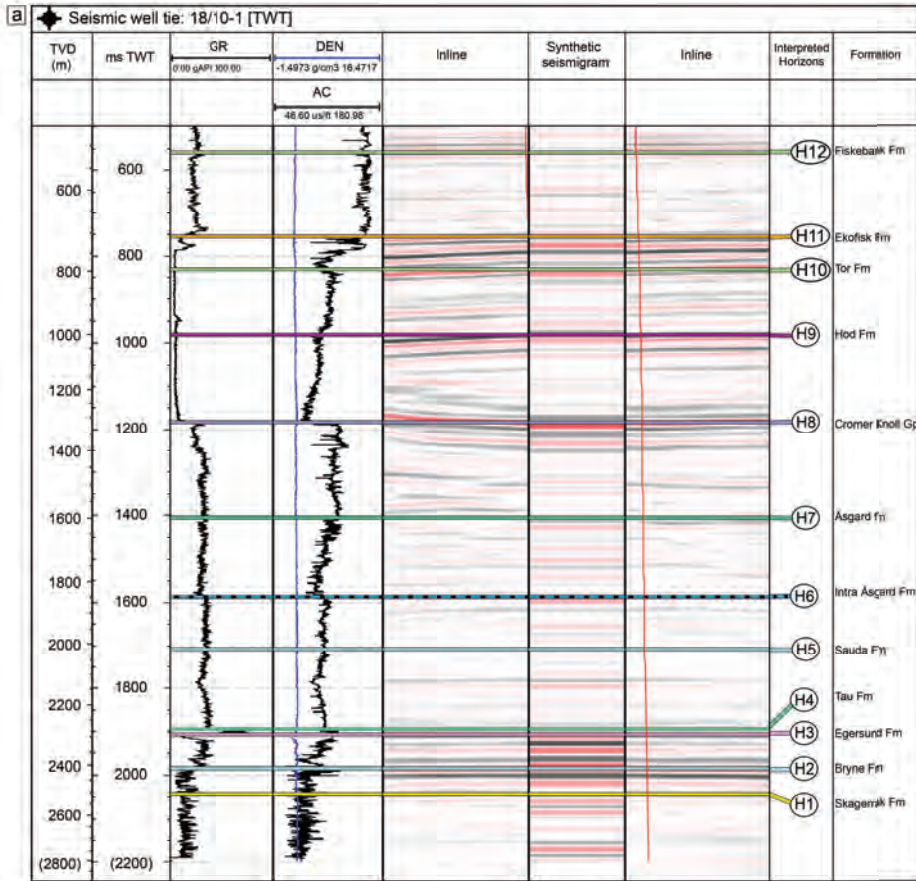 a
Seismic well tie: 18/10-1 [TWT]
TVD (m)
ms TWT
GR
0.00 gAPI 100.00
DEN
-1.4973 g/cm3 16.4717
AC
46.60 us/ft 180.98
Inline
Synthetic seismigram
Inline
Interpreted Horizons
Formation
600
800
1000
1200
1400
1600
1800
2000
2200
2400
2600
(2800)
600
800
1000
1200
1400
1600
1800
2000
(2200)
H12 Fiskebank Fm
H11 Ekofisk Fm
H10 Tor Fm
H9 Hod Fm
H8 Cromer Knoll Gp
H7 Åsgard Fm
H6 Intra Åsgard Fm
H5 Sauda Fm
H4 Tau Fm
H3 Egersund Fm
H2 Bryne Fm
H1 Skagerrak Fm